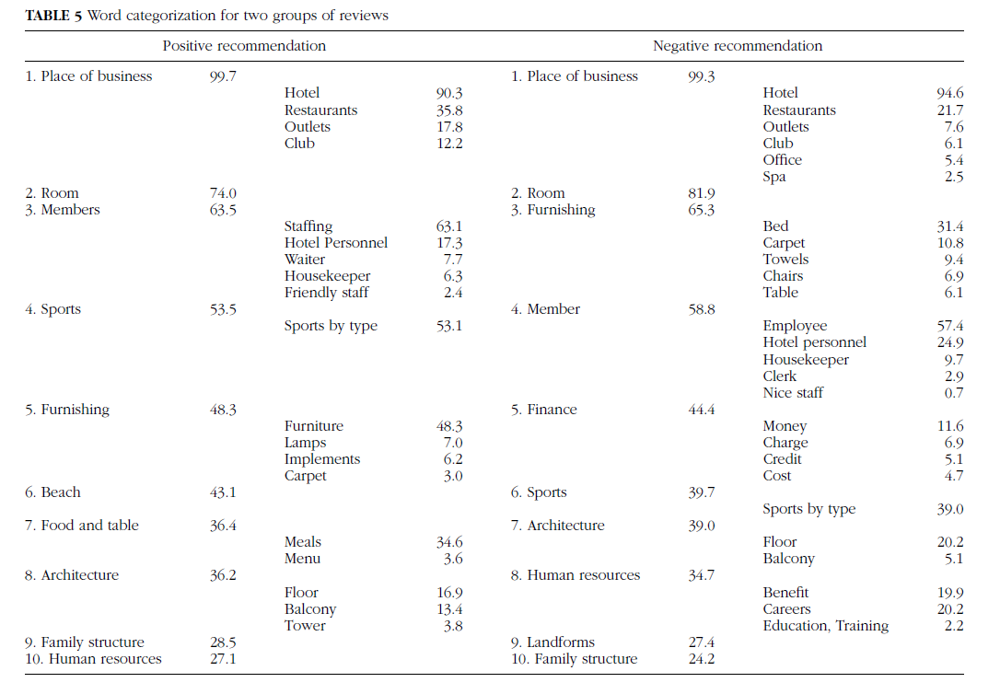 TABLE 5 Word categorization for two groups of reviews
Positive recommendation Negative recommendation
1. Place of business 99.7 1. Place of business 99.3
Hotel 90.3 Hotel 94.6
Restaurants 35.8 Restaurants 21.7
Outlets 17.8 Outlets 7.6
Club 12.2 Club 6.1
Office 5.4
Spa 2.5
2. Room 74.0 2. Room 81.9
3. Members 63.5 3. Furnishing 65.3
Staffing 63.1 Bed 31.4
Hotel Personnel 17.3 Carpet 10.8
Waiter 7.7 Towels 9.4
Housekeeper 6.3 Chairs 6.9
Friendly staff 2.4 Table 6.1
4. Sports 53.5 4. Member 58.8
Sports by type 53.1 Employee 57.4
Hotel personnel 24.9
Housekeeper 9.7
Clerk 2.9
Nice staff 0.7
5. Furnishing 48.3 5. Finance 44.4
Furniture 48.3 Money 11.6
Lamps 7.0 Charge 6.9
Implements 6.2 Credit 5.1
Carpet 3.0 Cost 4.7
6. Beach 43.1 6. Sports 39.7
Sports by type 39.0
7. Food and table 36.4 7. Architecture 39.0
Meals 34.6 Floor 20.2
Menu 3.6 Balcony 5.1
8. Architecture 36.2 8. Human resources 34.7
Floor 16.9 Benefit 19.9
Balcony 13.4 Careers 20.2
Tower 3.8 Education, Training 2.2
9. Family structure 28.5 9. Landforms 27.4
10. Human resources 27.1 10. Family structure 24.2